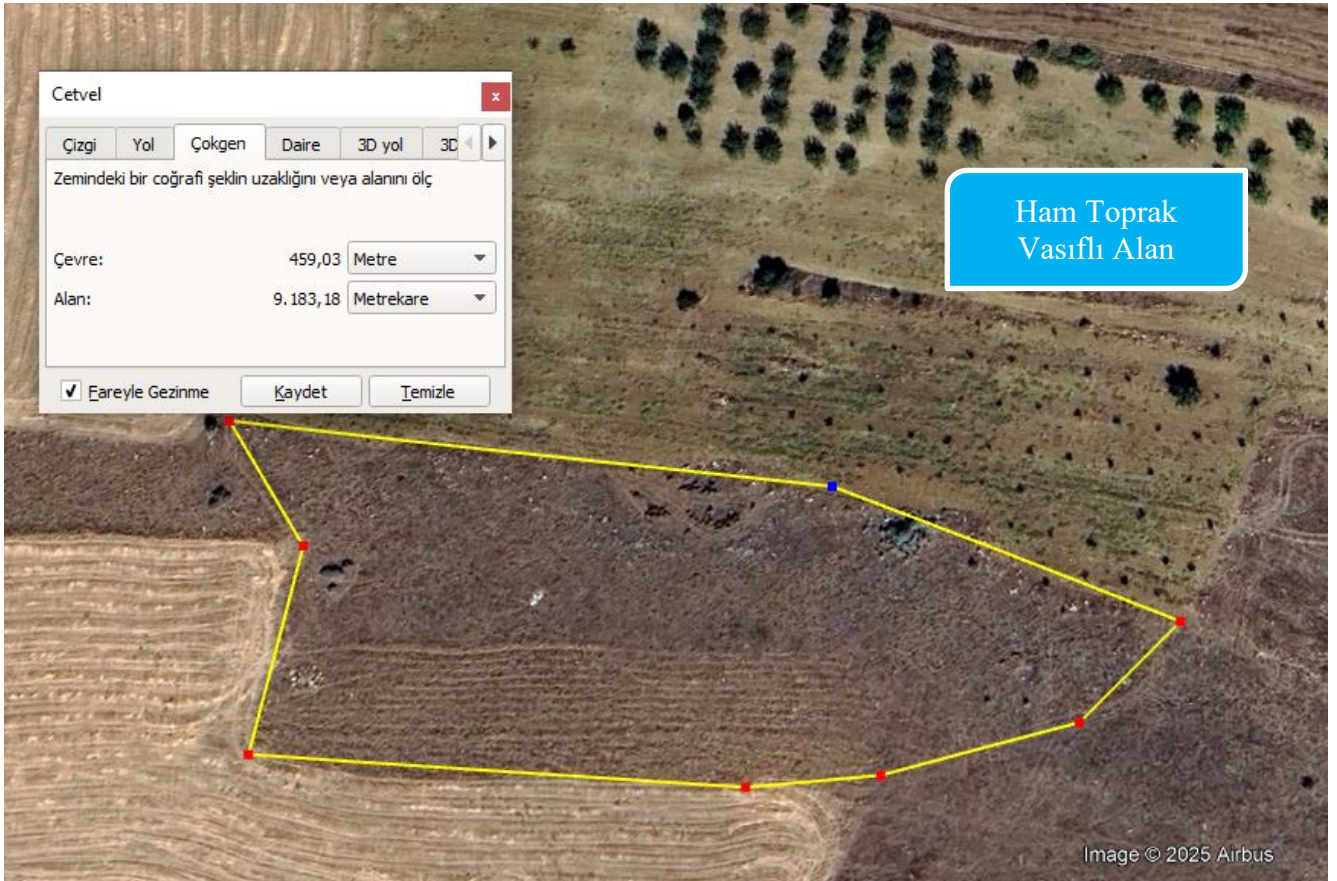 Cetvel
x
Çizgi Yol Çokgen Daire 3D yol 3D
Zemindeki bir coğrafi şeklin uzaklığını veya alanını ölç
Çevre: 459,03 Metre
Alan: 9.183,18 Metrekare
Fareyle Gezinme Kaydet Temizle
Ham Toprak
Vasıflı Alan
Image © 2025 Airbus